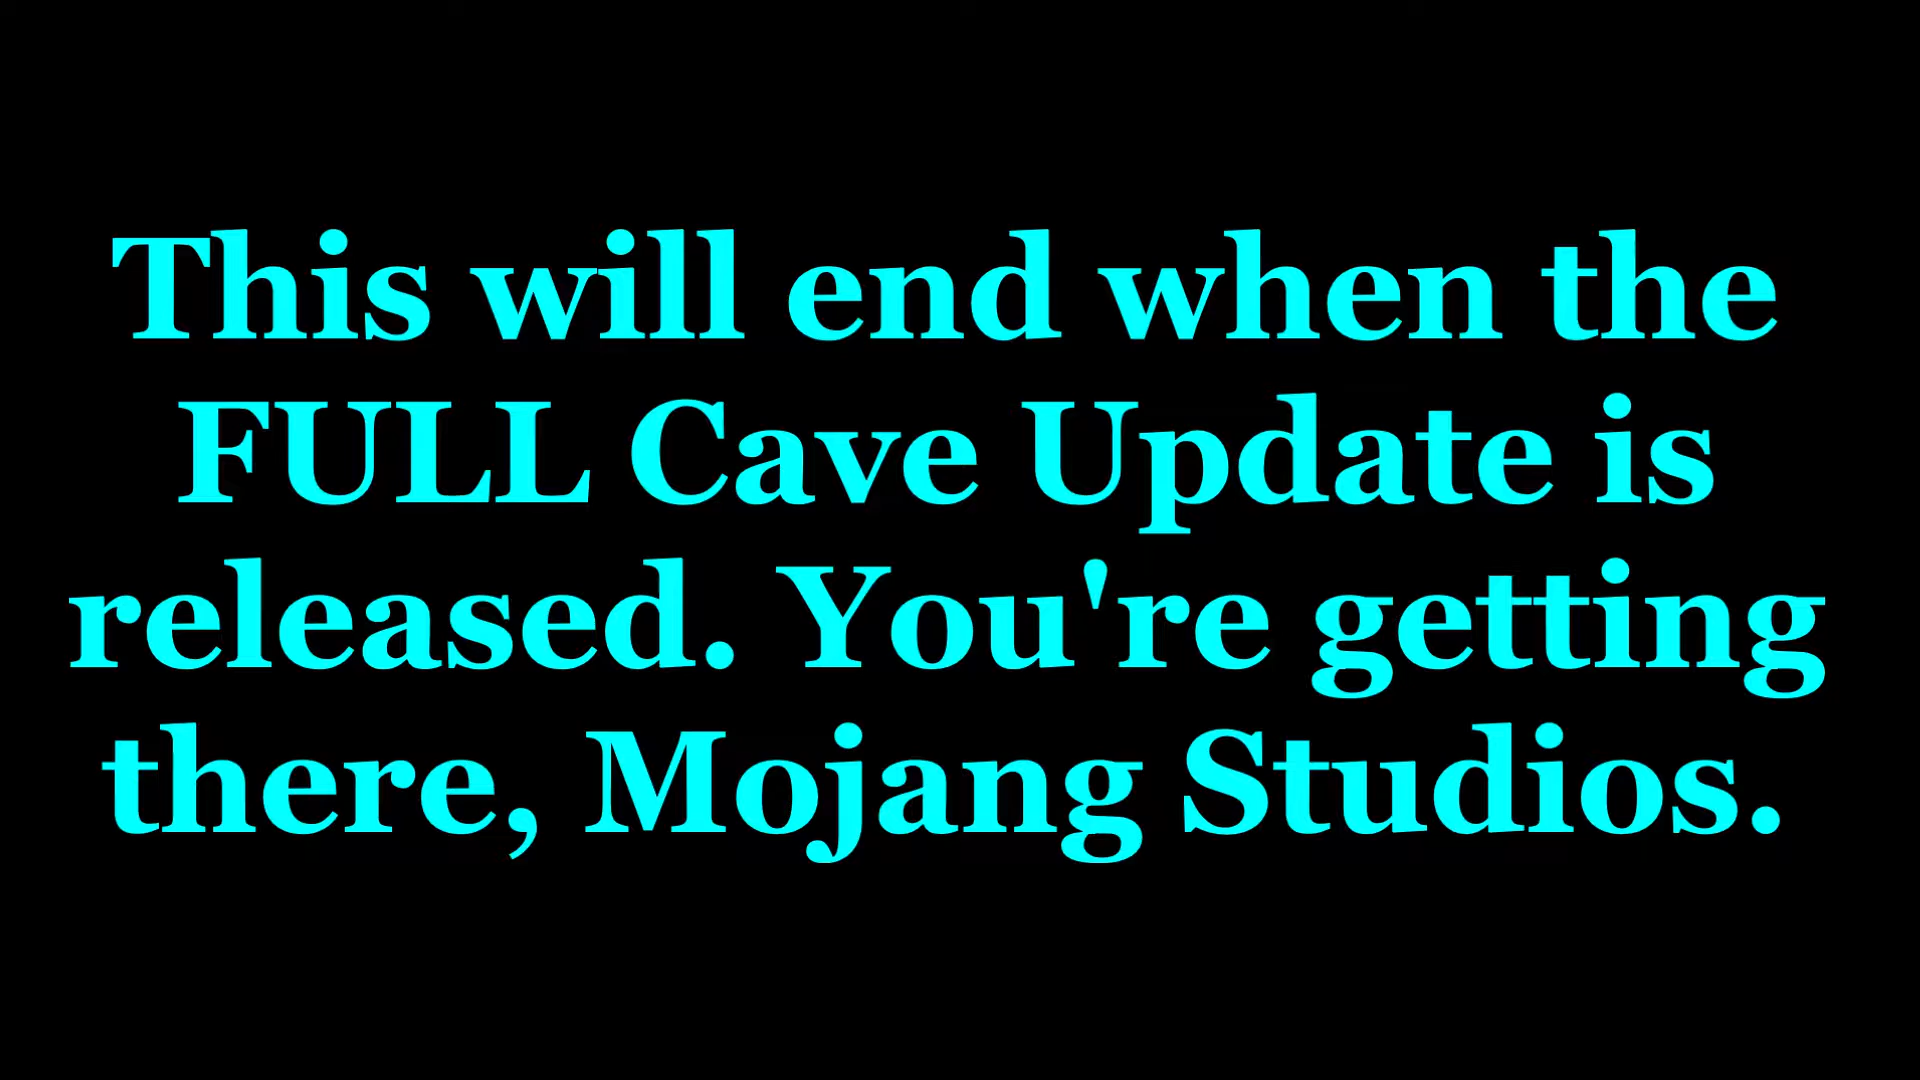 This will end when the
FULL Cave Update is
released. You're getting
there, Mojang Studios.